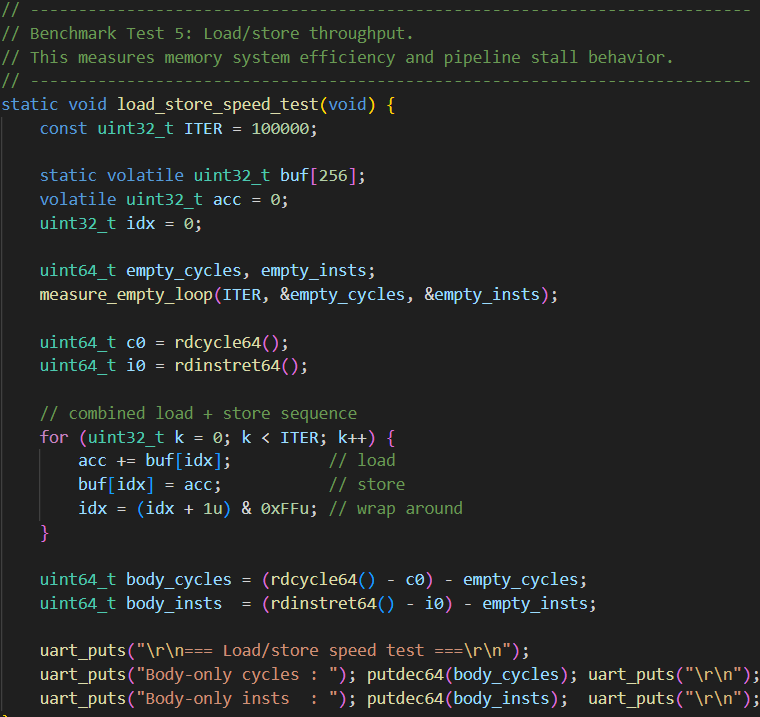 // ------------------------------------------------------------------------
// Benchmark Test 5: Load/store throughput.
// This measures memory system efficiency and pipeline stall behavior.
// ------------------------------------------------------------------------
static void load_store_speed_test(void) {
    const uint32_t ITER = 100000;

    static volatile uint32_t buf[256];
    volatile uint32_t acc = 0;
    uint32_t idx = 0;

    uint64_t empty_cycles, empty_insts;
    measure_empty_loop(ITER, &empty_cycles, &empty_insts);

    uint64_t c0 = rdcycle64();
    uint64_t i0 = rdinstret64();

    // combined load + store sequence
    for (uint32_t k = 0; k < ITER; k++) {
        acc += buf[idx];          // load
        buf[idx] = acc;           // store
        idx = (idx + 1u) & 0xFFu; // wrap around
    }

    uint64_t body_cycles = (rdcycle64() - c0) - empty_cycles;
    uint64_t body_insts  = (rdinstret64() - i0) - empty_insts;

    uart_puts("\r\n=== Load/store speed test ===\r\n");
    uart_puts("Body-only cycles : "); putdec64(body_cycles); uart_puts("\r\n");
    uart_puts("Body-only insts  : "); putdec64(body_insts);  uart_puts("\r\n");